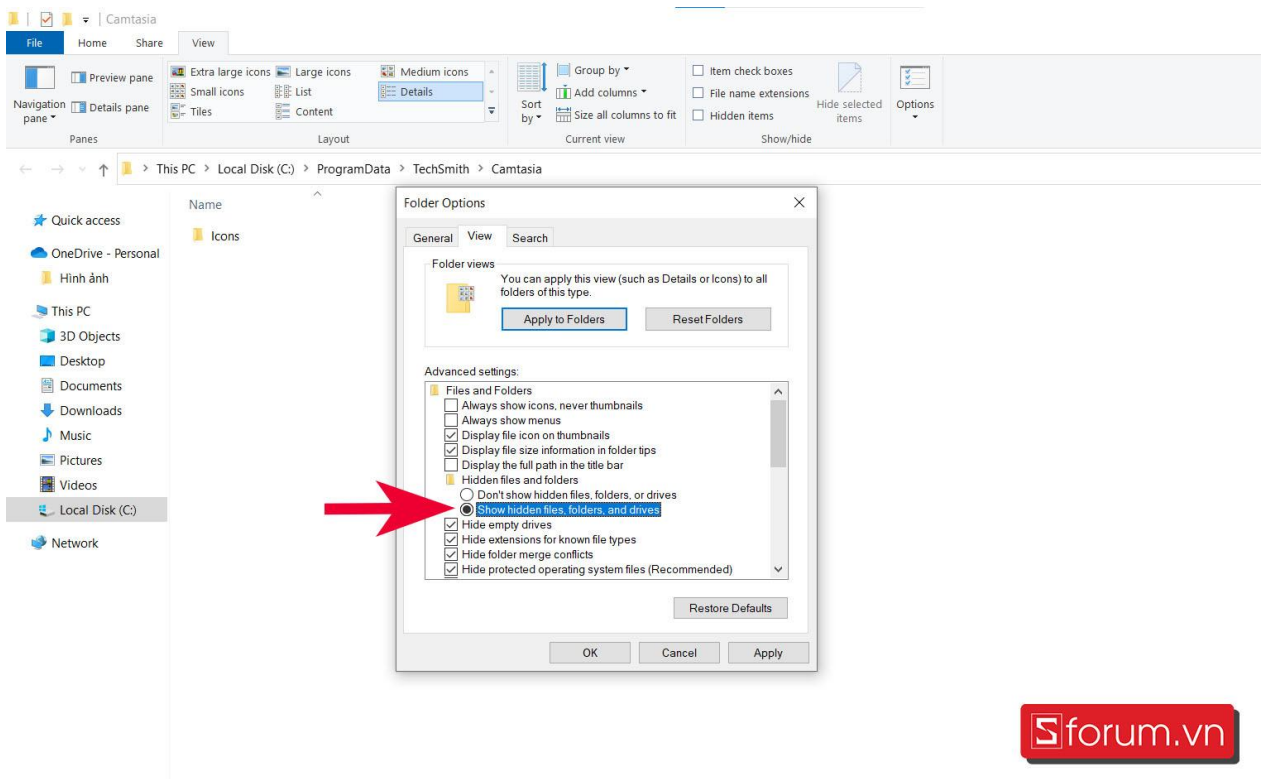 Camtasia
File Home Share View
Preview pane
Navigation pane
Details pane
Panes
Extra large icons Large icons Medium icons
Small icons List Details
Tiles Content
Layout
Sort by
Group by
Add columns
Size all columns to fit
Current view
Item check boxes
File name extensions
Hidden items
Hide selected items
Show/hide
Options
This PC > Local Disk (C:) > ProgramData > TechSmith > Camtasia
Quick access
OneDrive - Personal
Hình ảnh
This PC
3D Objects
Desktop
Documents
Downloads
Music
Pictures
Videos
Local Disk (C:)
Network
Name
Icons
Folder Options
General View Search
Folder views
You can apply this view (such as Details or Icons) to all
folders of this type.
Apply to Folders Reset Folders
Advanced settings:
Files and Folders
Always show icons, never thumbnails
Always show menus
Display file icon on thumbnails
Display file size information in folder tips
Display the full path in the title bar
Hidden files and folders
Don't show hidden files, folders, or drives
Show hidden files, folders, and drives
Hide empty drives
Hide extensions for known file types
Hide folder merge conflicts
Hide protected operating system files (Recommended)
Restore Defaults
OK Cancel Apply
Sforum.vn